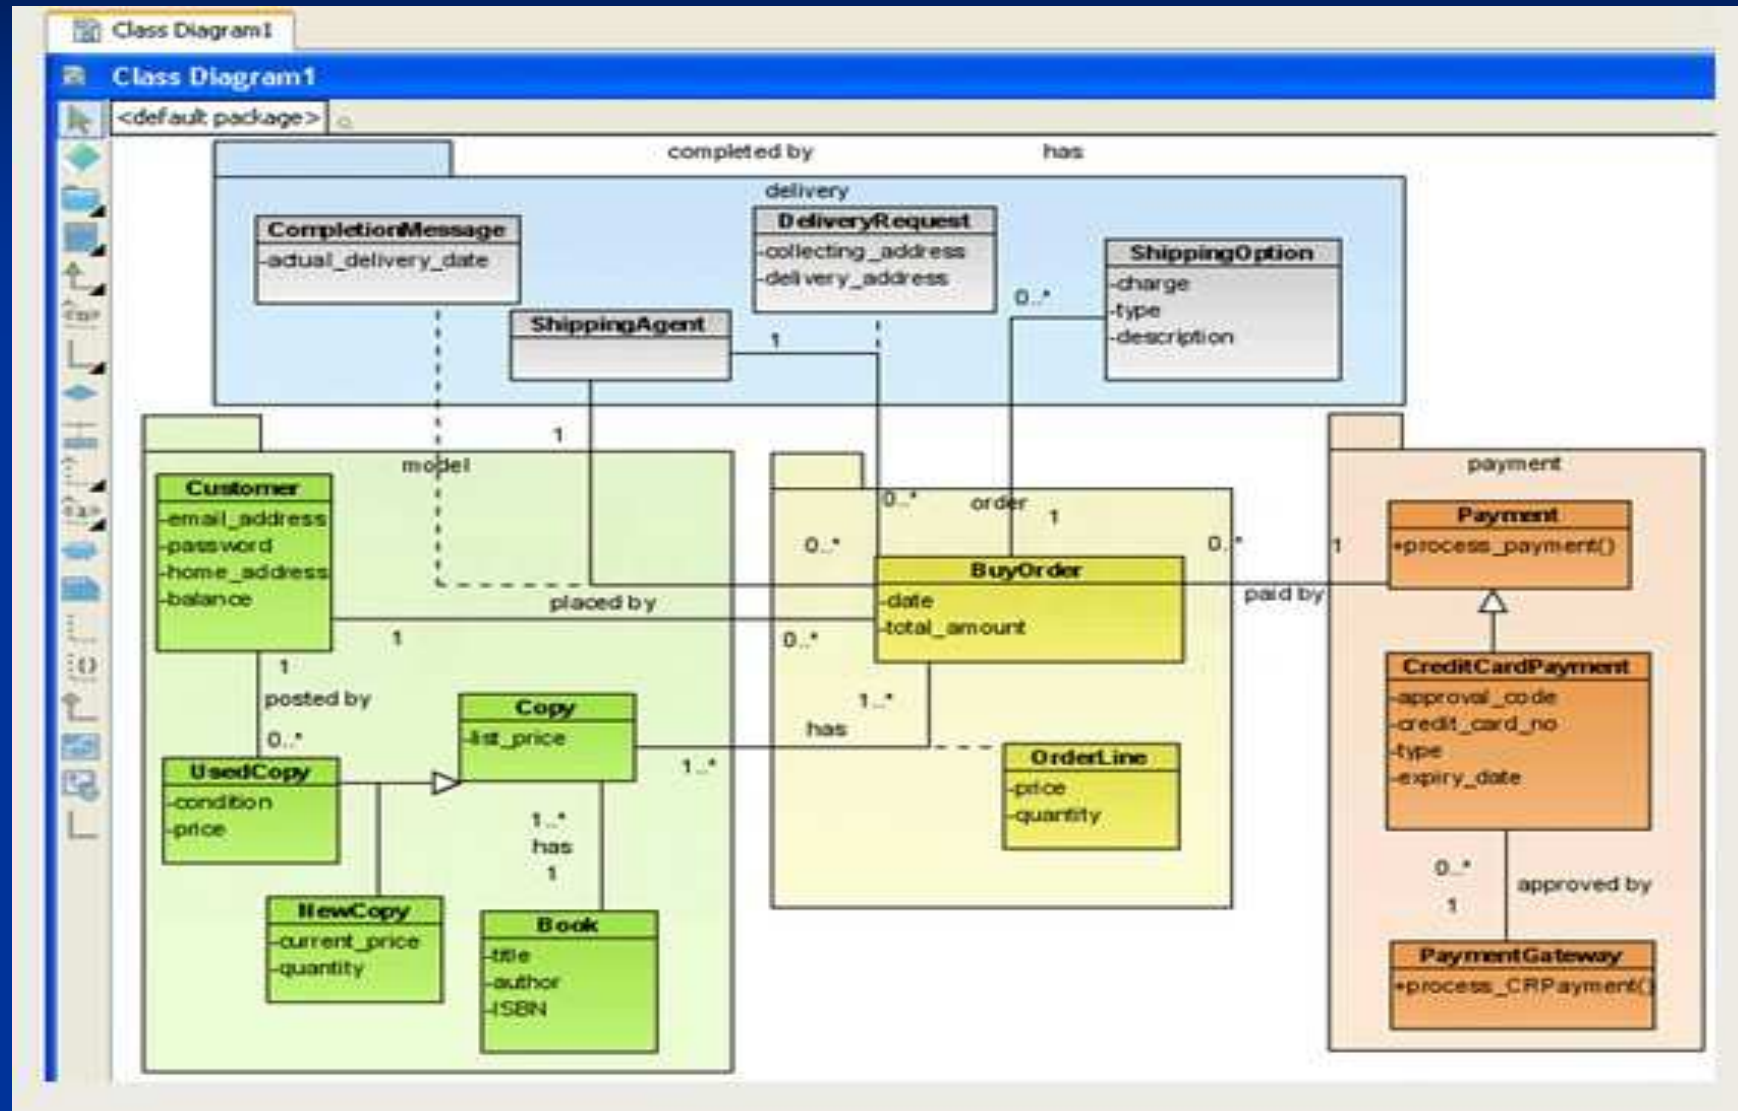 Class Diagram1
Class Diagram1
<default package>
completed by
has
delivery
CompletionMessage
-actual_delivery_date
DeliveryRequest
-collecting_address
-delivery_address
ShippingOption
-charge
-type
-description
0..*
ShippingAgent
1
1
model
Customer
-email_address
-password
-home_address
-balance
order
0..*
1
0..*
0..*
1
BuyOrder
-date
-total_amount
placed by
1
0..*
paid by
payment
Payment
+process_payment()
1
posted by
0..*
Copy
-list_price
1..*
has
1..*
UsedCopy
-condition
-price
1..*
has
1
NewCopy
-current_price
-quantity
Book
-title
-author
-ISBN
OrderLine
-price
-quantity
CreditCardPayment
-approval_code
-credit_card_no
-type
-expiry_date
0..*
approved by
1
PaymentGateway
+process_CRPayment()